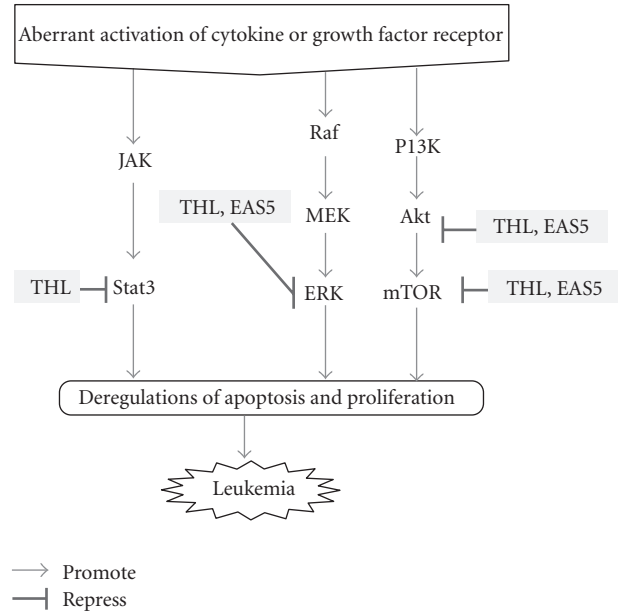 Aberrant activation of cytokine or growth factor receptor
Raf
P13K
JAK
THL, EAS5
MEK
Akt
THL, EAS5
THL
Stat3
ERK
mTOR
THL, EAS5
Deregulations of apoptosis and proliferation
Leukemia
Promote
Repress